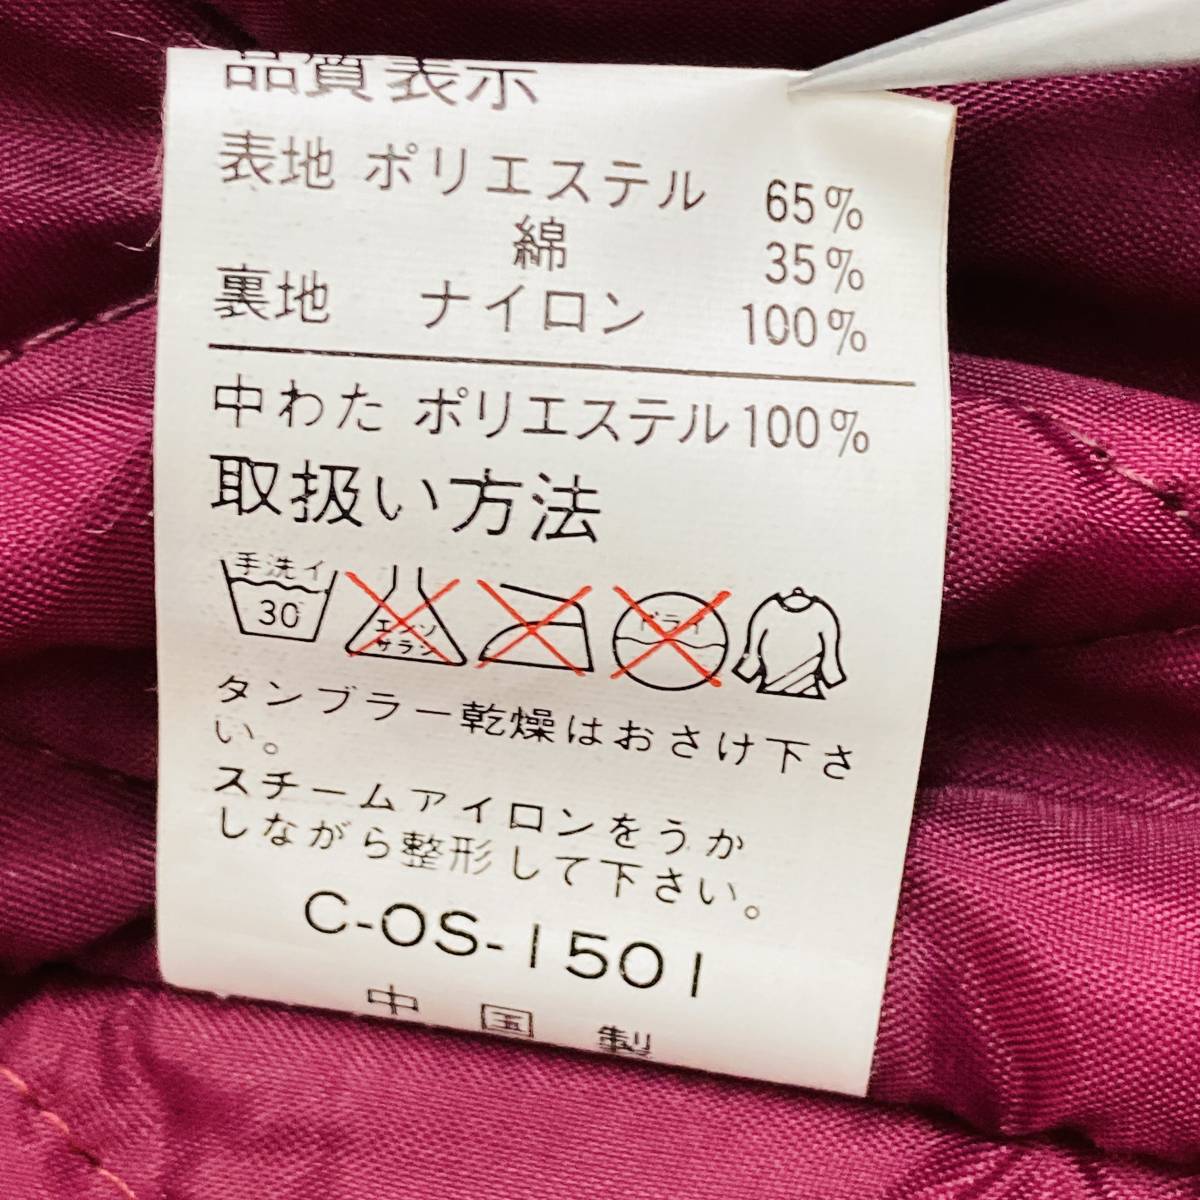 品質表示
表地 ポリエステル 65%
綿 35%
裏地 ナイロン 100%
中わた ポリエステル 100%
取扱い方法
手洗イ
30
エンソ
サラシ
ドライ
タンブラー乾燥はおさけ下さ
い。
スチームアイロンをうか
しながら整形して下さい。
C-OS-1501
中国製